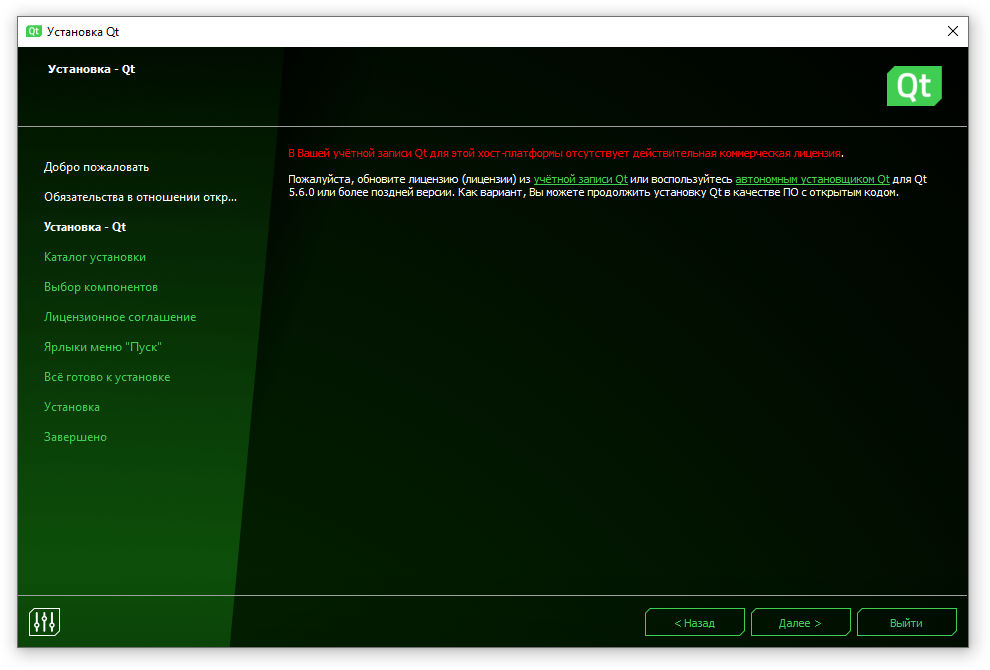 Qt Установка Qt
Установка - Qt
Qt
Добро пожаловать
Обязательства в отношении откр...
Установка - Qt
Каталог установки
Выбор компонентов
Лицензионное соглашение
Ярлыки меню "Пуск"
Всё готово к установке
Установка
Завершено
В Вашей учётной записи Qt для этой хост-платформы отсутствует действительная коммерческая лицензия.
Пожалуйста, обновите лицензию (лицензии) из учётной записи Qt или воспользуйтесь автономным установщиком Qt для Qt
5.6.0 или более поздней версии. Как вариант, Вы можете продолжить установку Qt в качестве ПО с открытым кодом.
< Назад
Далее >
Выйти